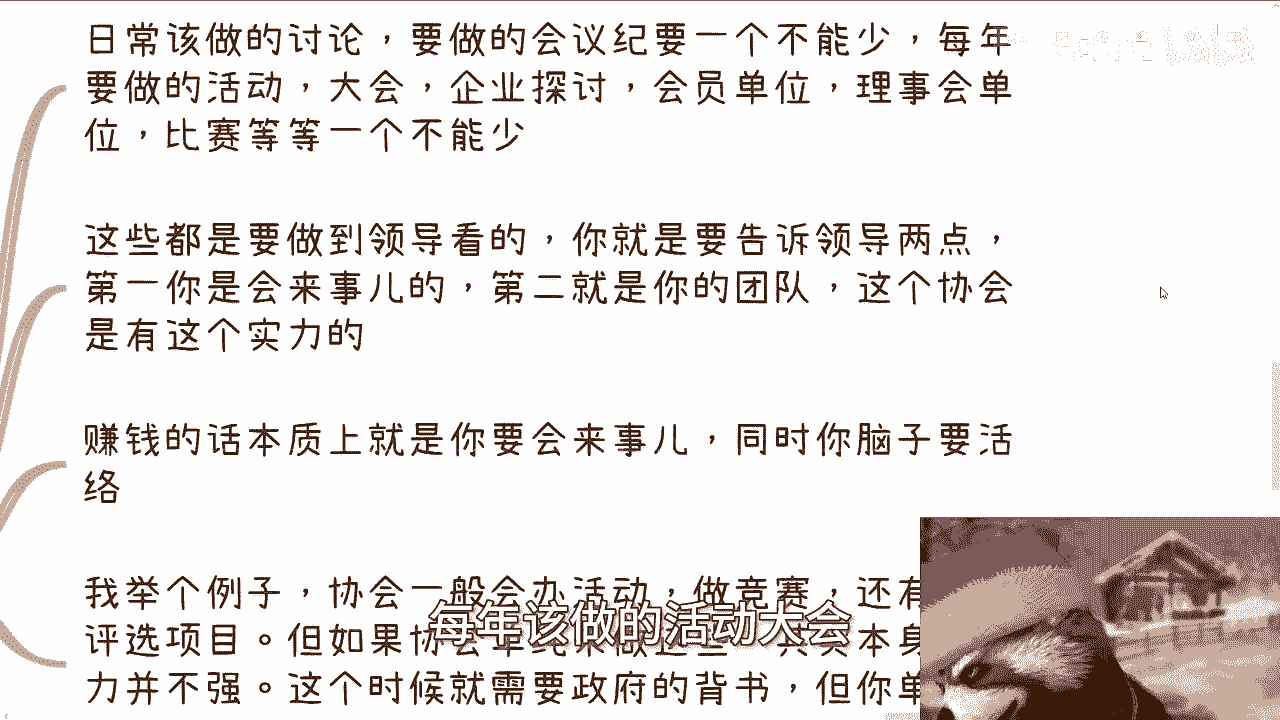 日常该做的讨论，要做的会议纪要一个不能少，每年
要做的活动，大会，企业探讨，会员单位，理事会单
位，比赛等等一个不能少
这些都是要做到领导看的，你就是要告诉领导两点，
第一你是会来事儿的，第二就是你的团队，这个协会
是有这个实力的
赚钱的话本质上就是你要会来事儿，同时你脑子要活
络
我举个例子，协会一般会办活动，做竞赛，还有
评选项目。但如果协会单纯来做这些，其实本身
力并不强。这个时候就需要政府的背书，但你单
每年该做的活动大会